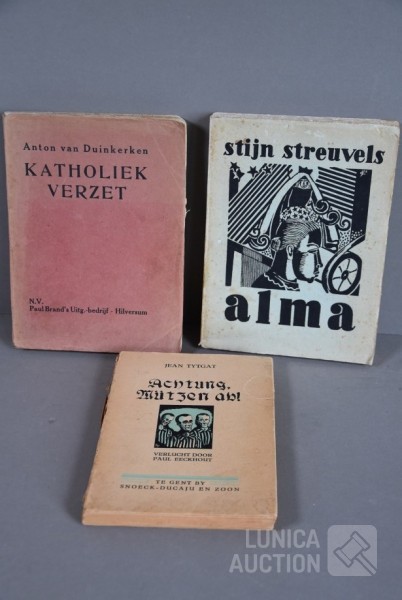 Anton van Duinkerken
KATHOLIEK
VERZET
N.V.
Paul Brand's Uitg.-bedrijf - Hilversum
stijn streuvels
alma
JEAN TYTGAT
Achtung.
Mützen ab!
VERLUCHT DOOR
PAUL EECKHOUT
TE GENT BY
SNOECK-DUCAJU EN ZOON
LUNICA
AUCTION